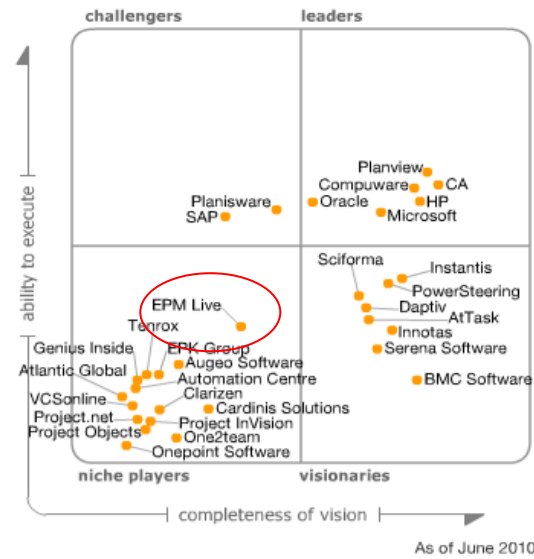 challengers
leaders
Planview
Compuware
CA
Planisware
Oracle
HP
SAP
Microsoft
ability to execute
Sciforma
Instantis
PowerSteering
EPM Live
Daptiv
AtTask
Tenrox
Innotas
Genius Inside
EPK Group
Serena Software
Augeo Software
Atlantic Global
Automation Centre
BMC Software
Clarizen
VCSonline
Cardinis Solutions
Project.net
Project InVision
Project Objects
One2team
Onepoint Software
niche players
visionaries
completeness of vision
As of June 2010